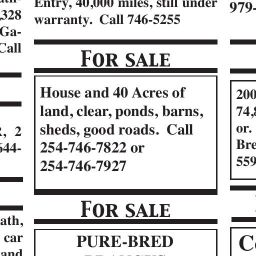 ,328
Ga-
Call
R, 2
644-
ath,
car
and
Entry, 40,000 miles, still under
warranty. Call 746-5255
FOR SALE
House and 40 Acres of
land, clear, ponds, barns,
sheds, good roads. Call
254-746-7822 or
254-746-7927
FOR SALE
PURE-BRED
979-
200
74,8
or.
Bre
559
Co